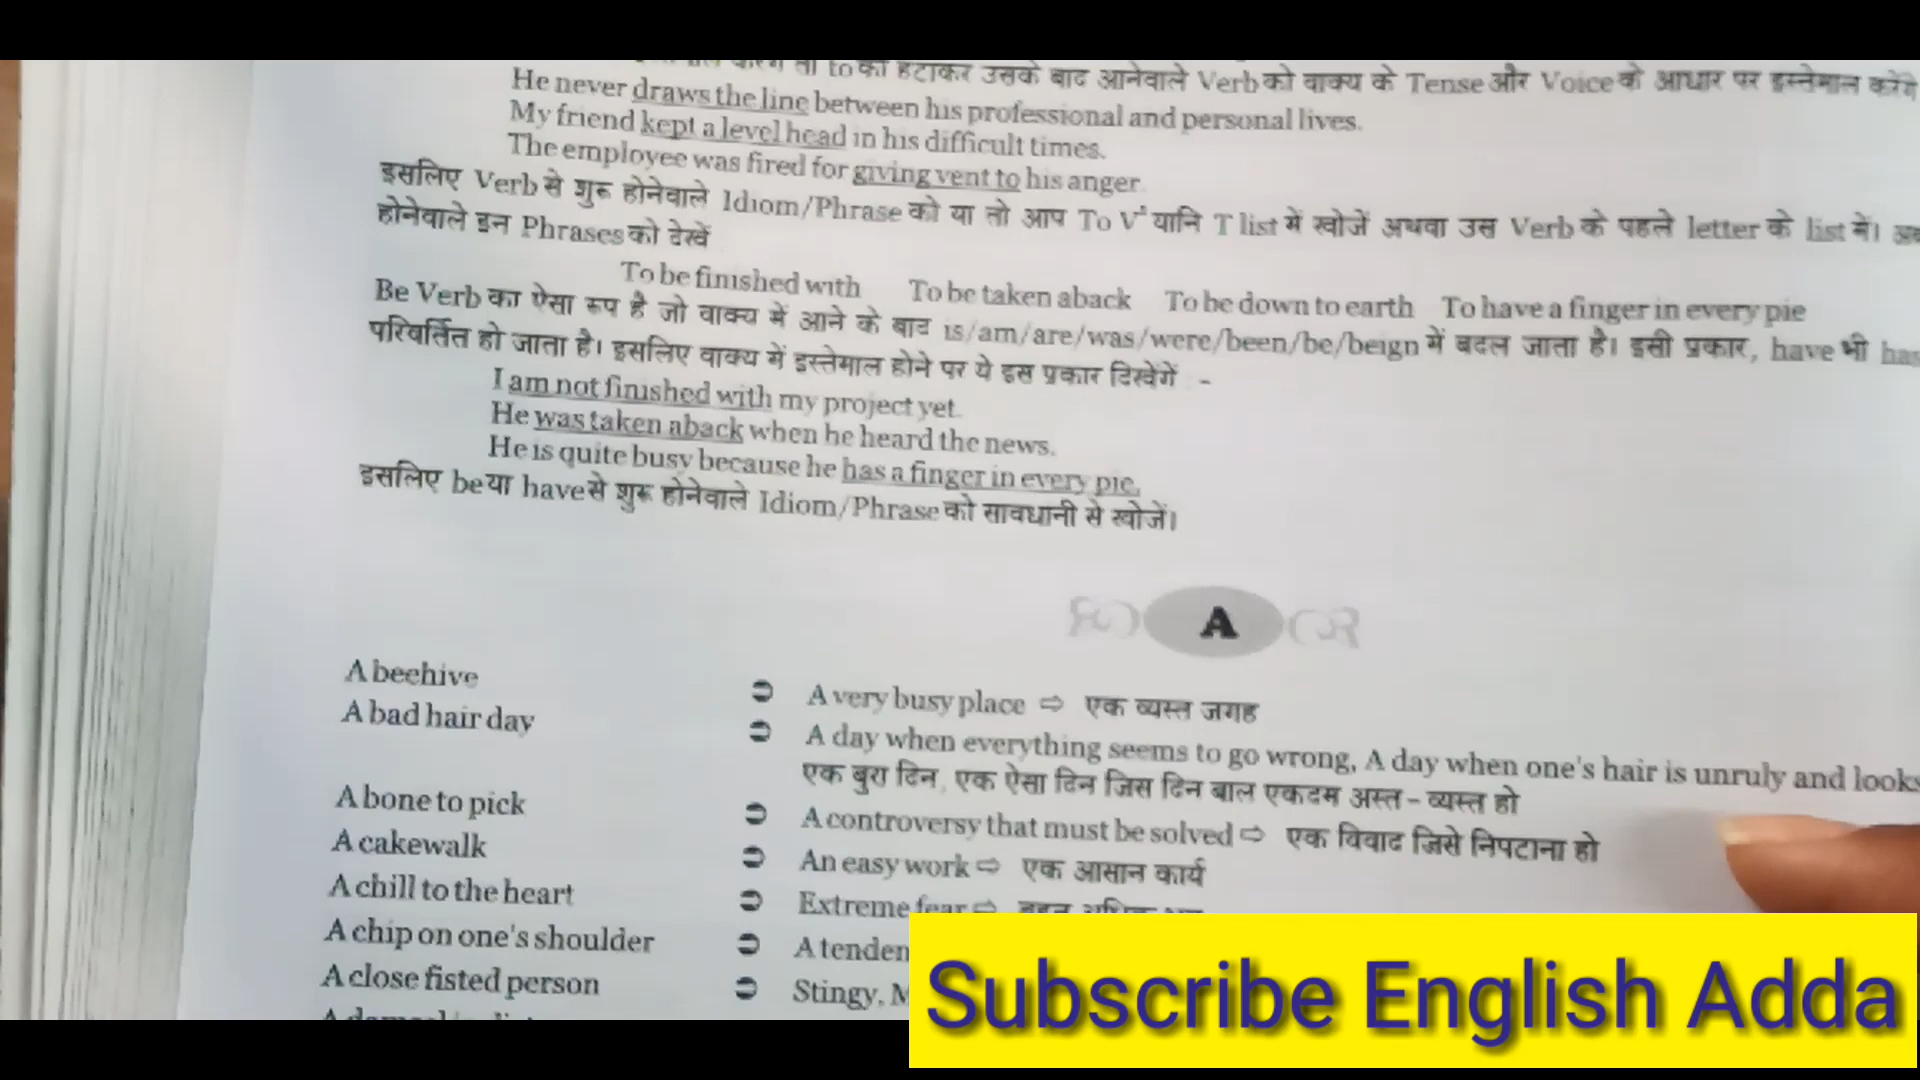 to को हटाकर उसके बाद आनेवाले Verb को वाक्य के Tense और Voice के आधार पर इस्तेमाल करेंगे
He never draws the line between his professional and personal lives.
My friend kept a level head in his difficult times.
The employee was fired for giving vent to his anger.
इसलिए Verb से शुरू होनेवाले Idiom/Phrase को या तो आप To V¹ यानि T list में खोजें अथवा उस Verb के पहले letter के list में।
होनेवाले इन Phrases को देखें
To be finished with To be taken aback To be down to earth To have a finger in every pie
Be Verb का ऐसा रूप है जो वाक्य में आने के बाद is/am/are/was/were/been/be/beign में बदल जाता है। इसी प्रकार, have भी has
परिवर्तित हो जाता है। इसलिए वाक्य में इस्तेमाल होने पर ये इस प्रकार दिखेगें -
I am not finished with my project yet.
He was taken aback when he heard the news.
He is quite busy because he has a finger in every pie.
इसलिए be या have से शुरू होनेवाले Idiom/Phrase को सावधानी से खोजें।
A
A beehive ⊃ A very busy place ⇨ एक व्यस्त जगह
A bad hair day ⊃ A day when everything seems to go wrong, A day when one's hair is unruly and looks
एक बुरा दिन, एक ऐसा दिन जिस दिन बाल एकदम अस्त-व्यस्त हो
A bone to pick ⊃ A controversy that must be solved ⇨ एक विवाद जिसे निपटाना हो
A cakewalk ⊃ An easy work ⇨ एक आसान कार्य
A chill to the heart ⊃ Extreme fear ⇨
A chip on one's shoulder ⊃ A tenden
A close fisted person ⊃ Stingy, M
Subscribe English Adda